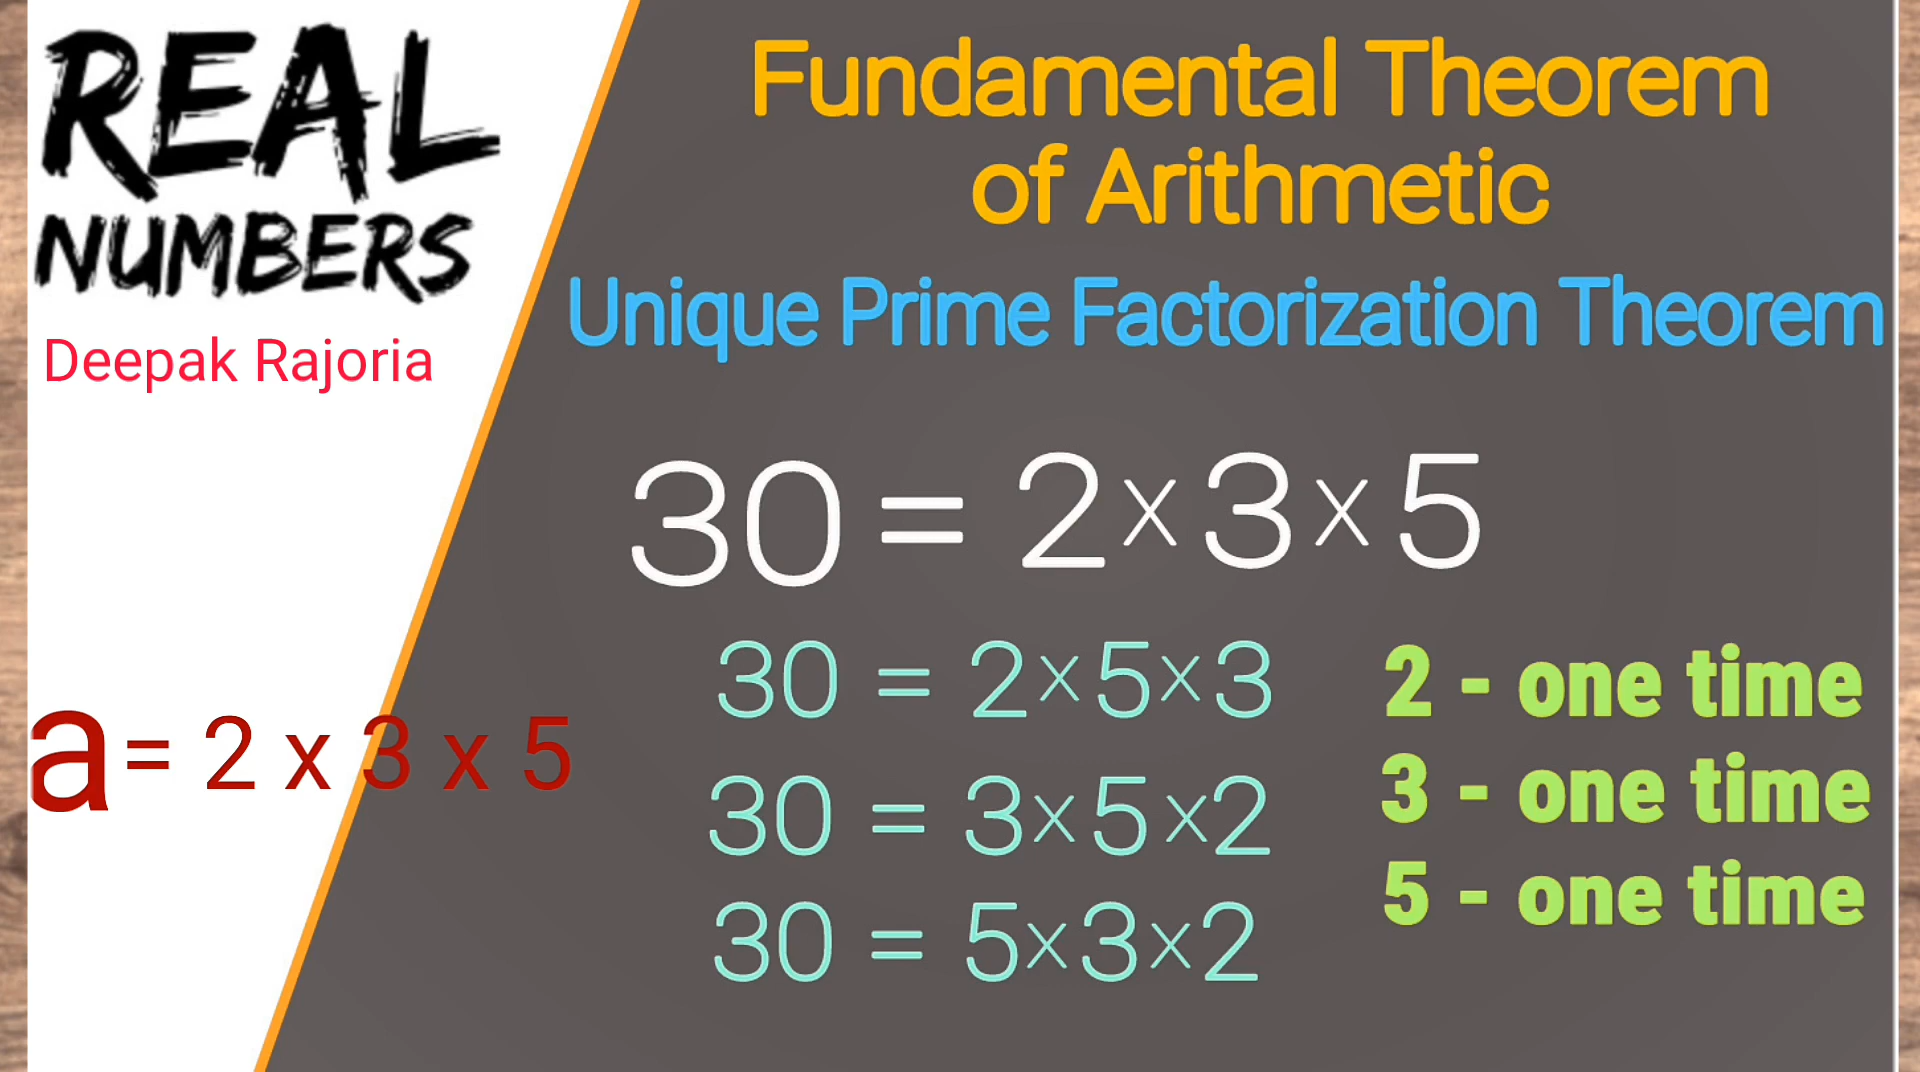 REAL
NUMBERS
Deepak Rajoria
Fundamental Theorem
of Arithmetic
Unique Prime Factorization Theorem
30 = 2×3×5
30 = 2×5×3
30 = 3×5×2
30 = 5×3×2
2 - one time
3 - one time
5 - one time
a = 2 x 3 x 5